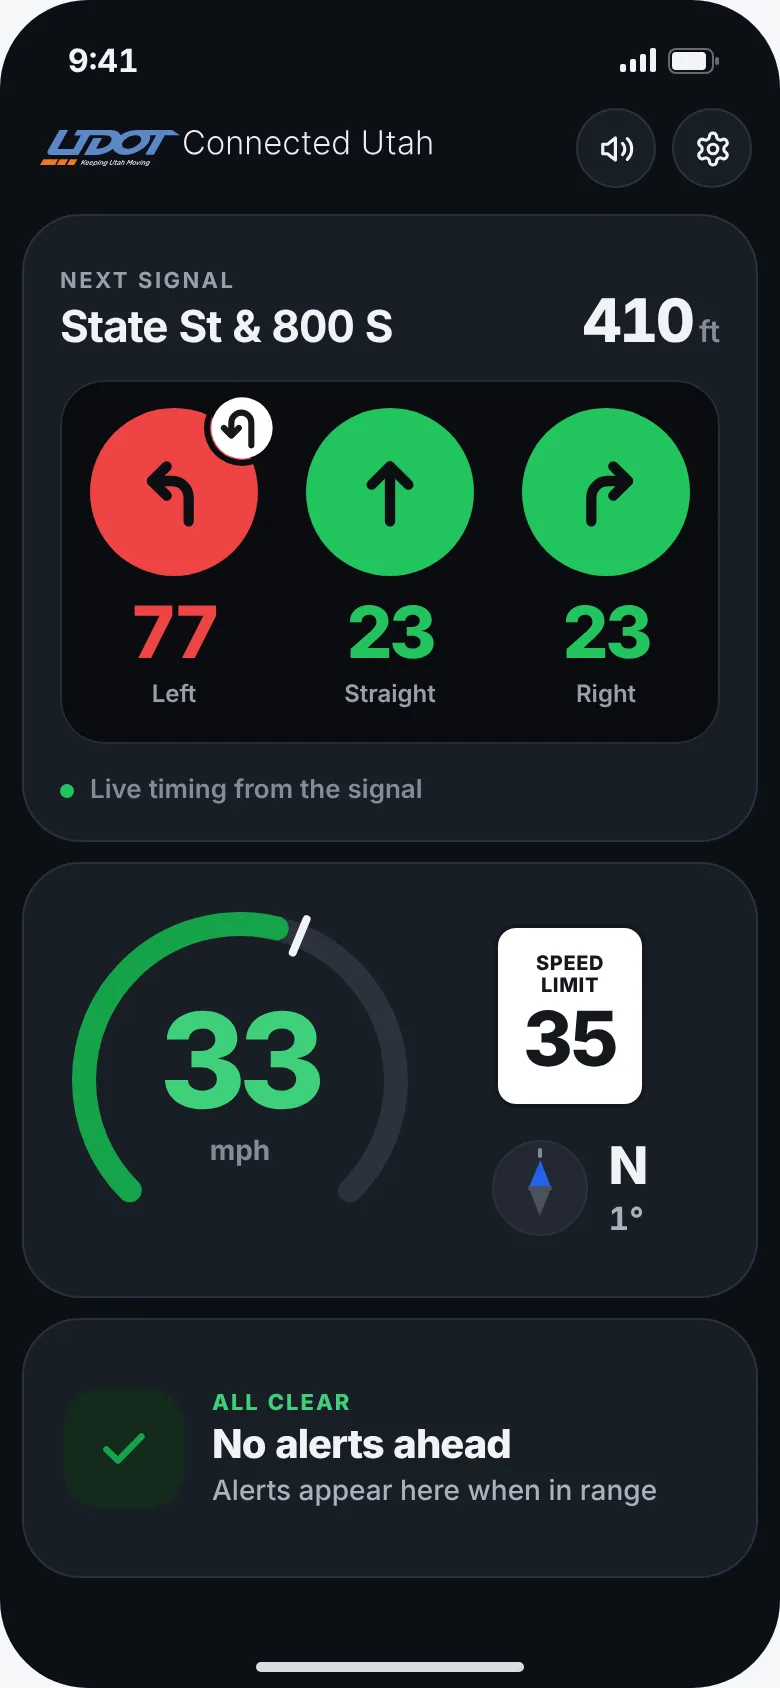 9:41
UDOT Connected Utah
Keeping Utah Moving
NEXT SIGNAL
State St & 800 S
410 ft
77
23
23
Left
Straight
Right
Live timing from the signal
33
mph
SPEED
LIMIT
35
N
1°
ALL CLEAR
No alerts ahead
Alerts appear here when in range